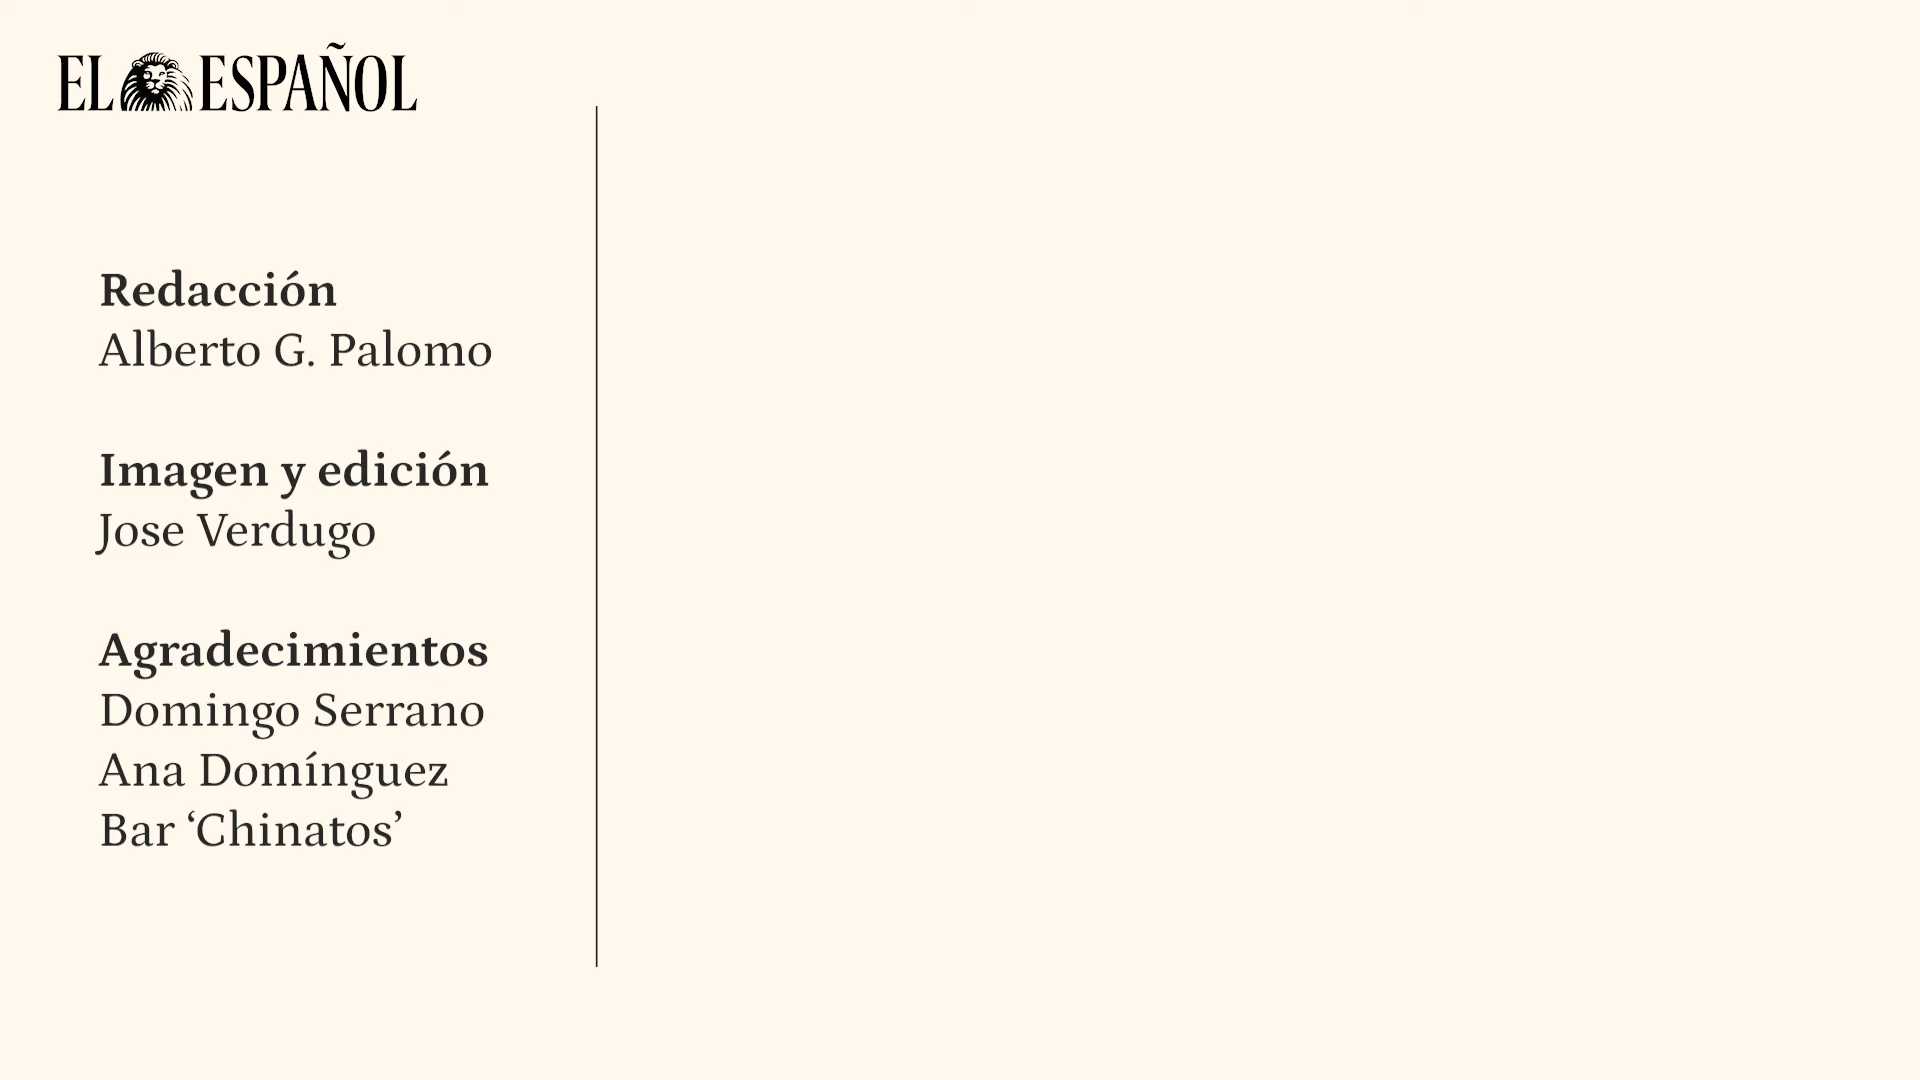 EL ESPAÑOL
Redacción
Alberto G. Palomo
Imagen y edición
Jose Verdugo
Agradecimientos
Domingo Serrano
Ana Domínguez
Bar ‘Chinatos’